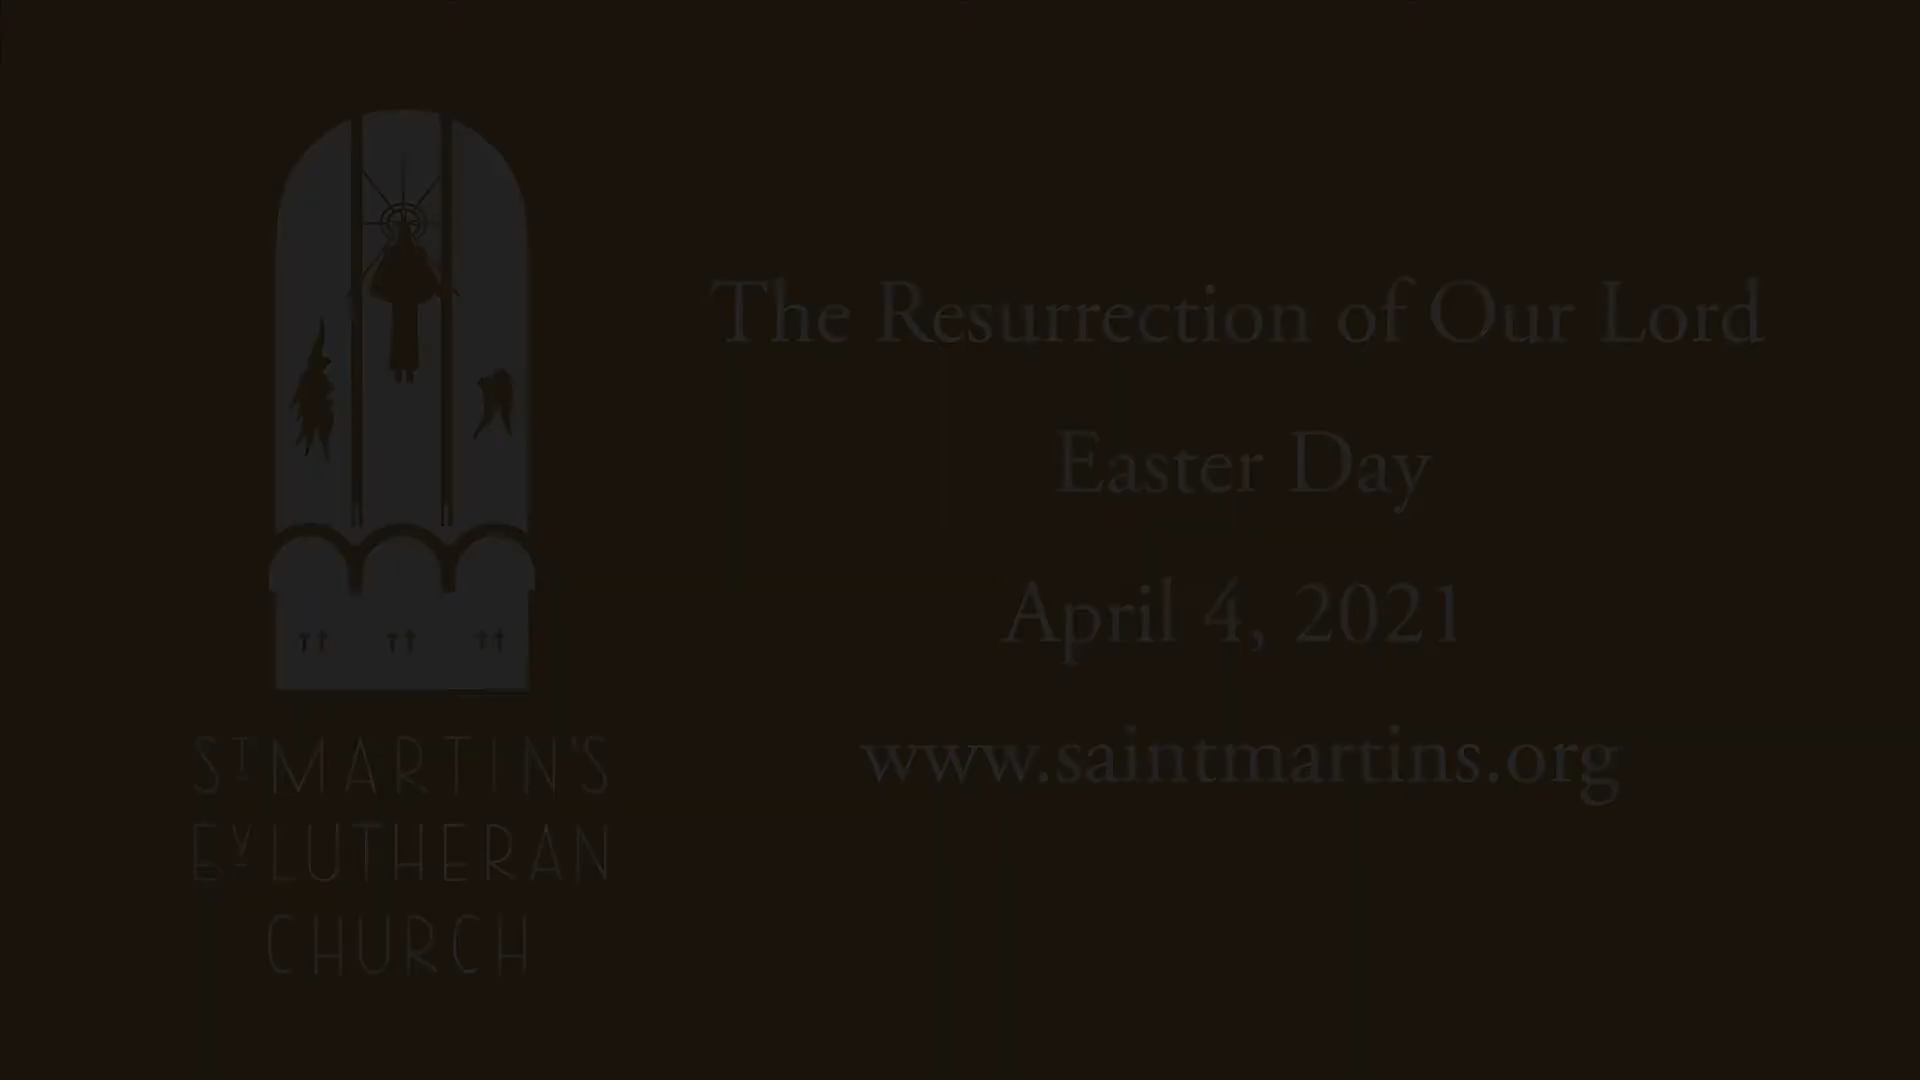 The Resurrection of Our Lord
Easter Day
April 4, 2021
www.saintmartins.org
ST MARTIN'S
EV LUTHERAN
CHURCH